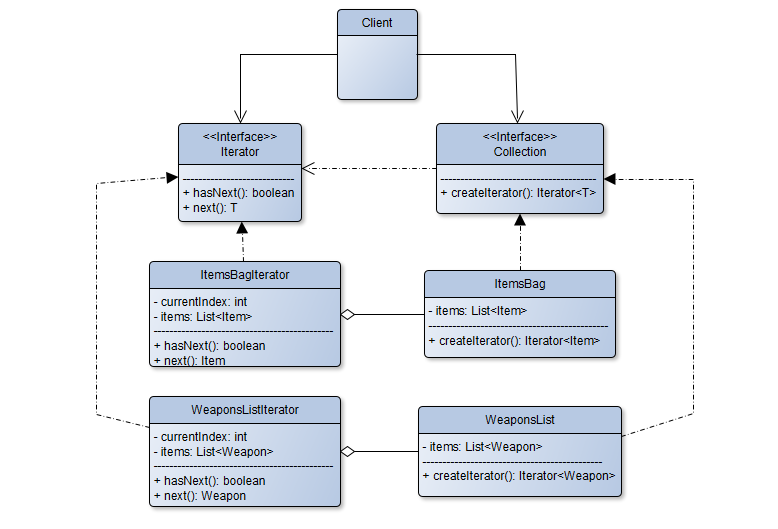 Client
<<Interface>>
Iterator
+ hasNext(): boolean
+ next(): T
<<Interface>>
Collection
+ createIterator(): Iterator<T>
ItemsBagIterator
- currentIndex: int
- items: List<Item>
+ hasNext(): boolean
+ next(): Item
ItemsBag
- items: List<Item>
+ createIterator(): Iterator<Item>
WeaponsListIterator
- currentIndex: int
- items: List<Weapon>
+ hasNext(): boolean
+ next(): Weapon
WeaponsList
- items: List<Weapon>
+ createIterator(): Iterator<Weapon>